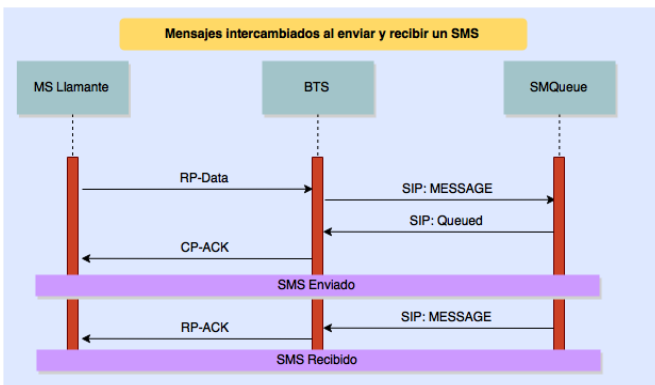 Mensajes intercambiados al enviar y recibir un SMS
MS Llamante
BTS
SMQueue
RP-Data
SIP: MESSAGE
SIP: Queued
CP-ACK
SMS Enviado
SIP: MESSAGE
RP-ACK
SMS Recibido